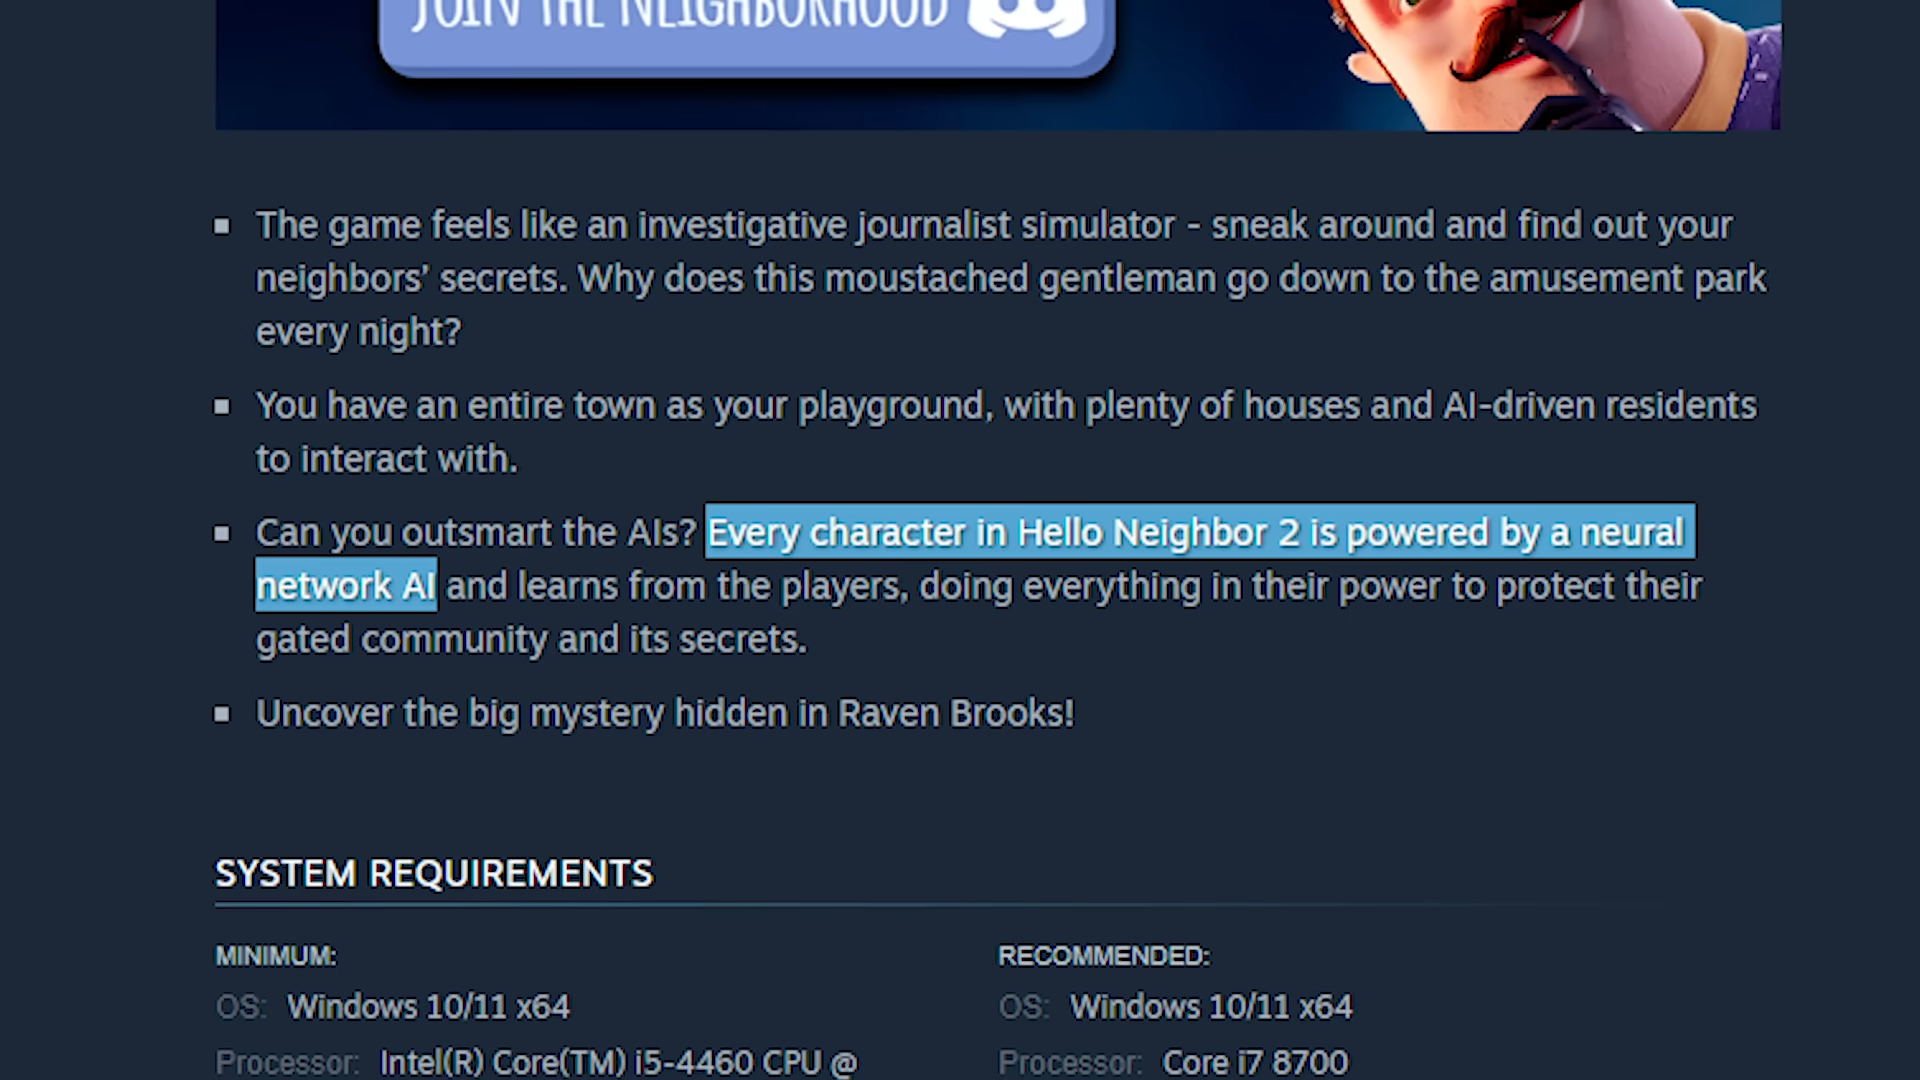 JOIN THE NEIGHBORHOOD
The game feels like an investigative journalist simulator - sneak around and find out your
neighbors’ secrets. Why does this moustached gentleman go down to the amusement park
every night?
You have an entire town as your playground, with plenty of houses and AI-driven residents
to interact with.
Can you outsmart the AIs? Every character in Hello Neighbor 2 is powered by a neural
network AI and learns from the players, doing everything in their power to protect their
gated community and its secrets.
Uncover the big mystery hidden in Raven Brooks!
SYSTEM REQUIREMENTS
MINIMUM:
OS: Windows 10/11 x64
Processor: Intel(R) Core(TM) i5-4460 CPU @
RECOMMENDED:
OS: Windows 10/11 x64
Processor: Core i7 8700